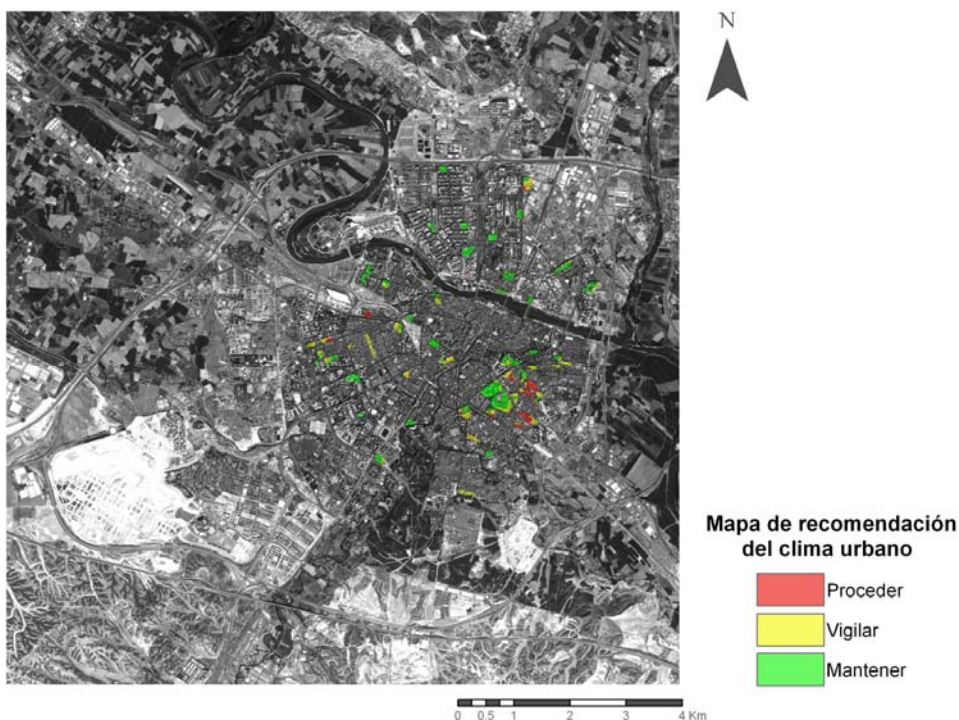 N
Mapa de recomendación
del clima urbano
Proceder
Vigilar
Mantener
0 0.5 1 2 3 4 Km